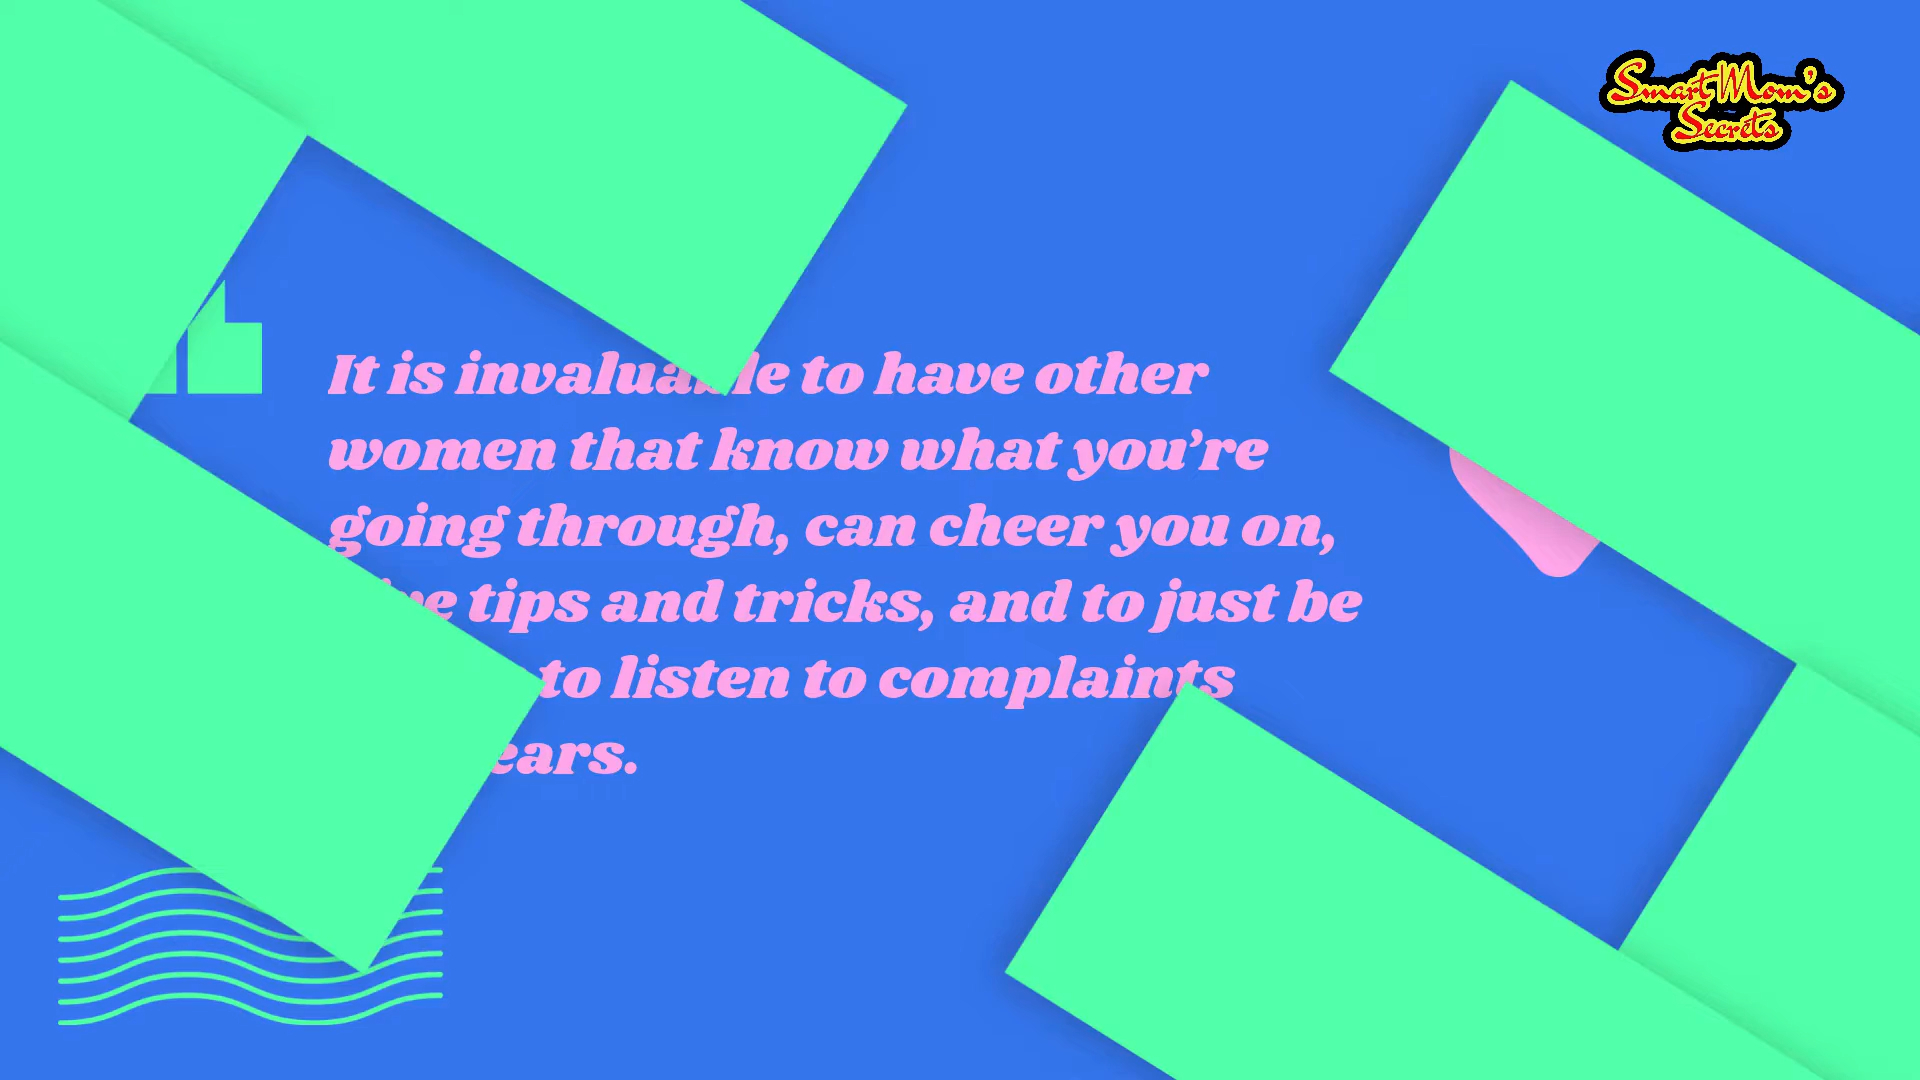 Smart Mom's
Secrets
It is invaluable to have other
women that know what you’re
going through, can cheer you on,
tips and tricks, and to just be
to listen to complaints